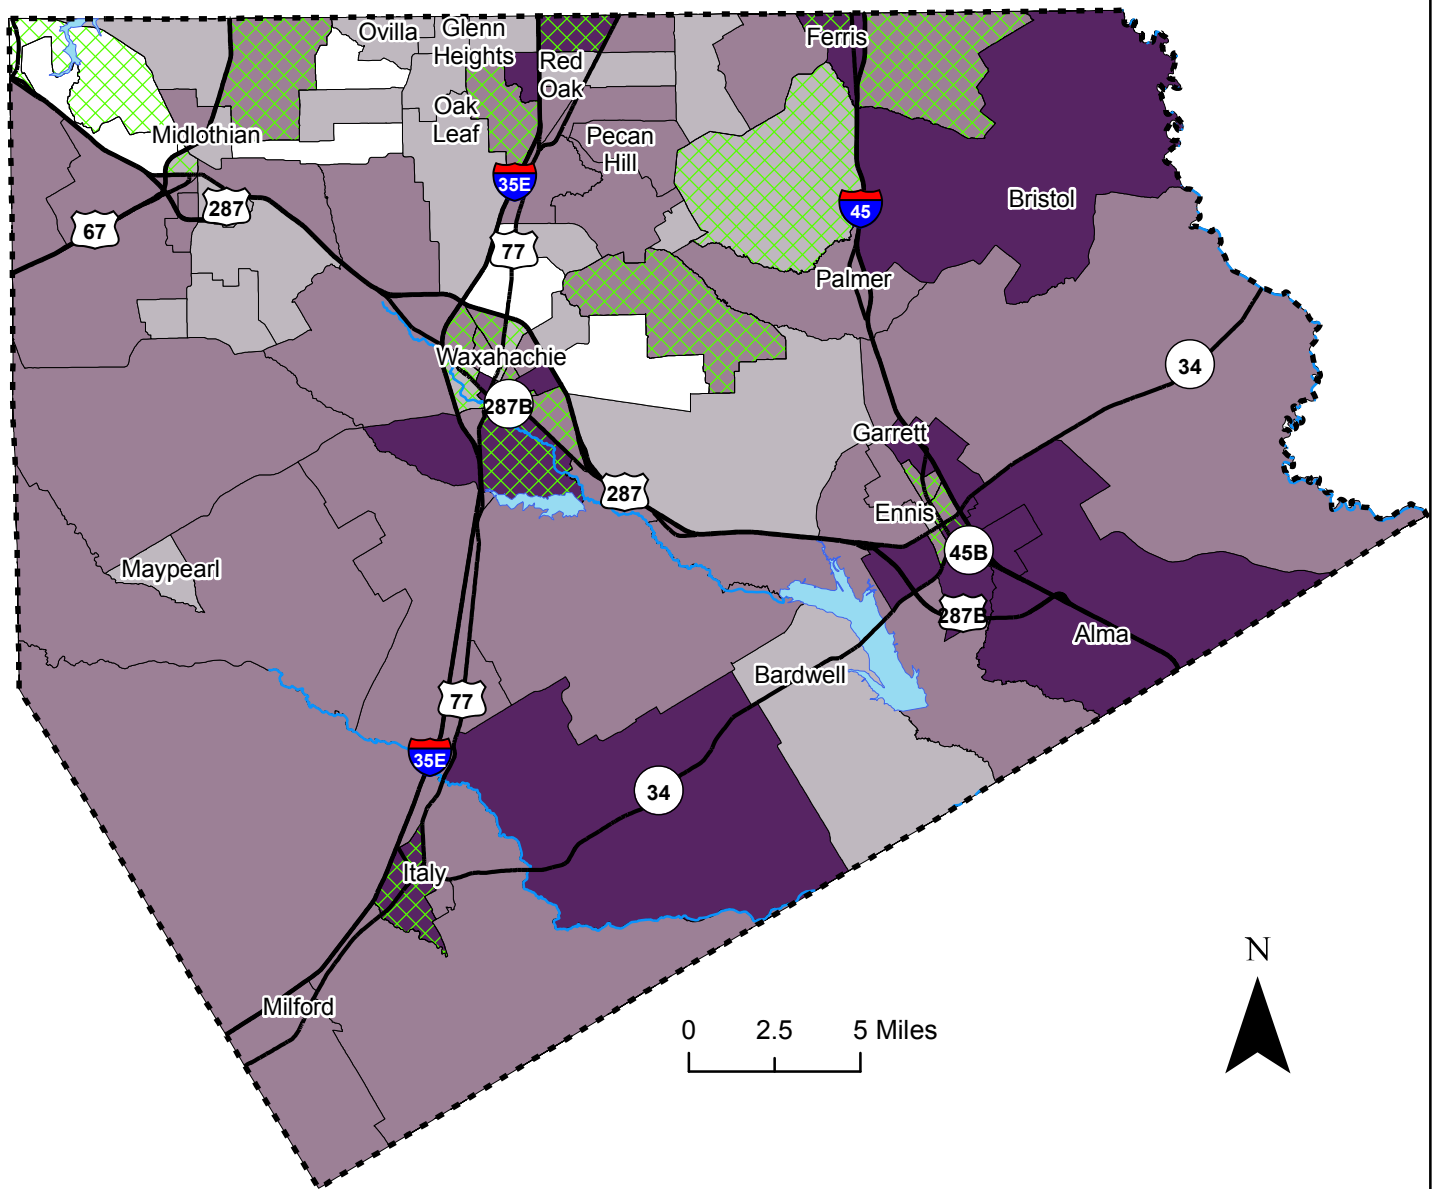 Ovilla
Glenn
Heights
Ferris
Red
Oak
Oak
Leaf
Midlothian
Pecan
Hill
35E
287
67
77
45
Bristol
Palmer
Waxahachie
34
287B
Garrett
287
Ennis
45B
Maypearl
287B
Alma
Bardwell
77
35E
34
Italy
N
Milford
0 2.5 5 Miles